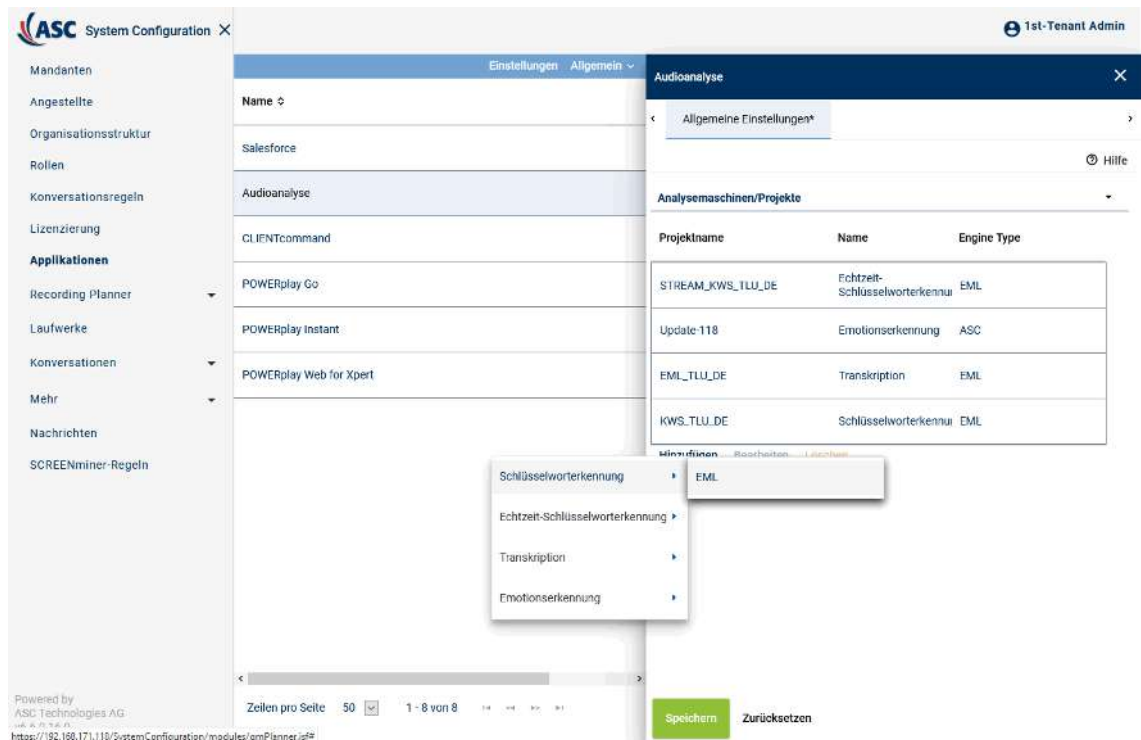 ASC System Configuration X
1st-Tenant Admin
Mandanten
Angestellte
Organisationsstruktur
Rollen
Konversationsregeln
Lizenzierung
Applikationen
Recording Planner
Laufwerke
Konversationen
Mehr
Nachrichten
SCREENminer-Regeln
Powered by
ASC Technologies AG
https://192.168.171.118/SystemConfiguration/modules/qmPlanner.jsf#
Einstellungen Allgemein
Name
Salesforce
Audioanalyse
CLIENTcommand
POWERplay Go
POWERplay Instant
POWERplay Web for Xpert
Zeilen pro Seite 50 1 - 8 von 8
Audioanalyse
Allgemeine Einstellungen*
Hilfe
Analysemaschinen/Projekte
Projektname Name Engine Type
STREAM_KWS_TLU_DE Echtzeit-Schlüsselworterkennu EML
Update-118 Emotionserkennung ASC
EML_TLU_DE Transkription EML
KWS_TLU_DE Schlüsselworterkennu EML
Hinzufügen Bearbeiten Löschen
Schlüsselworterkennung
EML
Echtzeit-Schlüsselworterkennung
Transkription
Emotionserkennung
Speichern Zurücksetzen